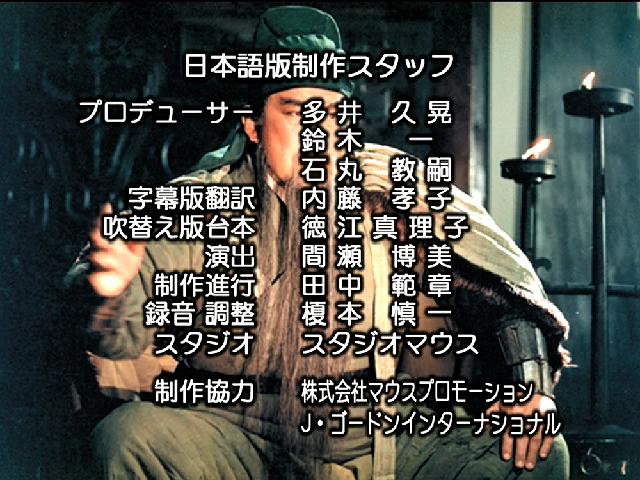 日本語版制作スタッフ
プロデューサー 多井 久晃
鈴木 一
石丸 教嗣
字幕版翻訳 内藤 孝子
吹替え版台本 徳江真理子
演出 間瀬 博美
制作進行 田中 範章
録音 調整 榎本 慎一
スタジオ スタジオマウス
制作協力 株式会社マウスプロモーション
J・ゴードンインターナショナル